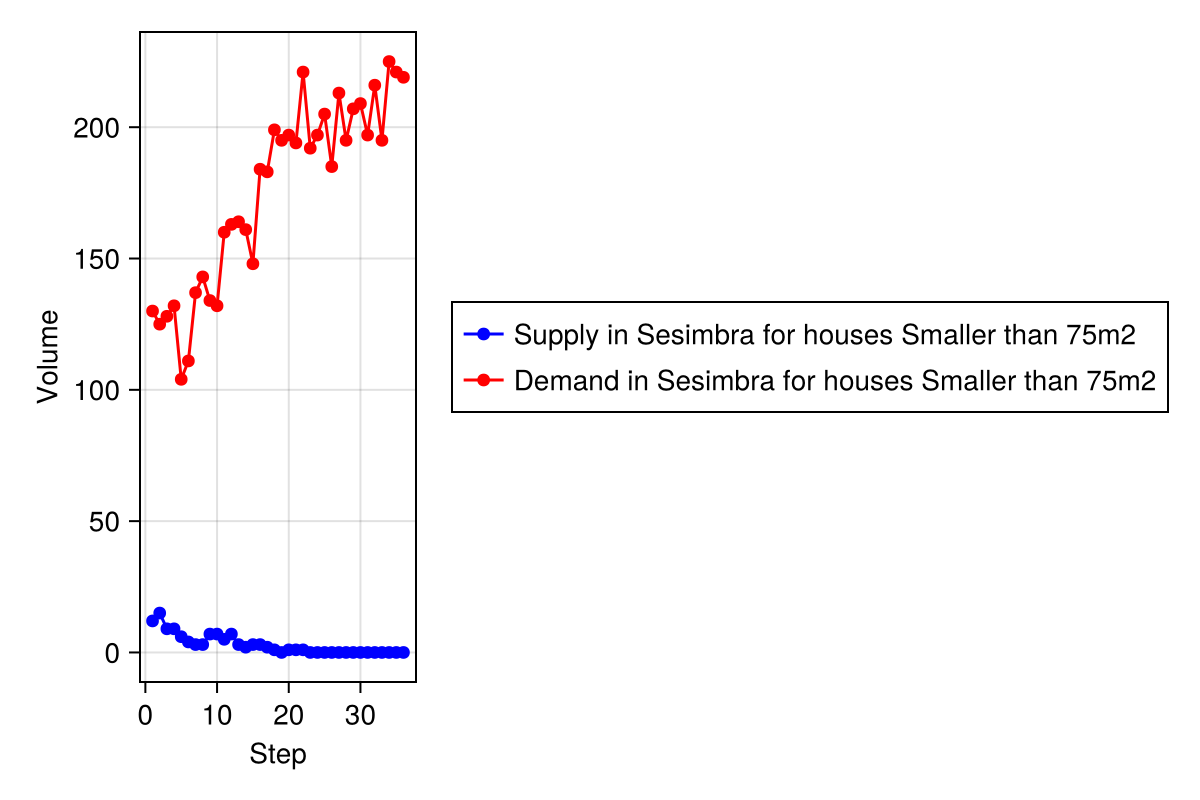 200
150
100
50
0
Volume
0 10 20 30
Step
Supply in Sesimbra for houses Smaller than 75m2
Demand in Sesimbra for houses Smaller than 75m2